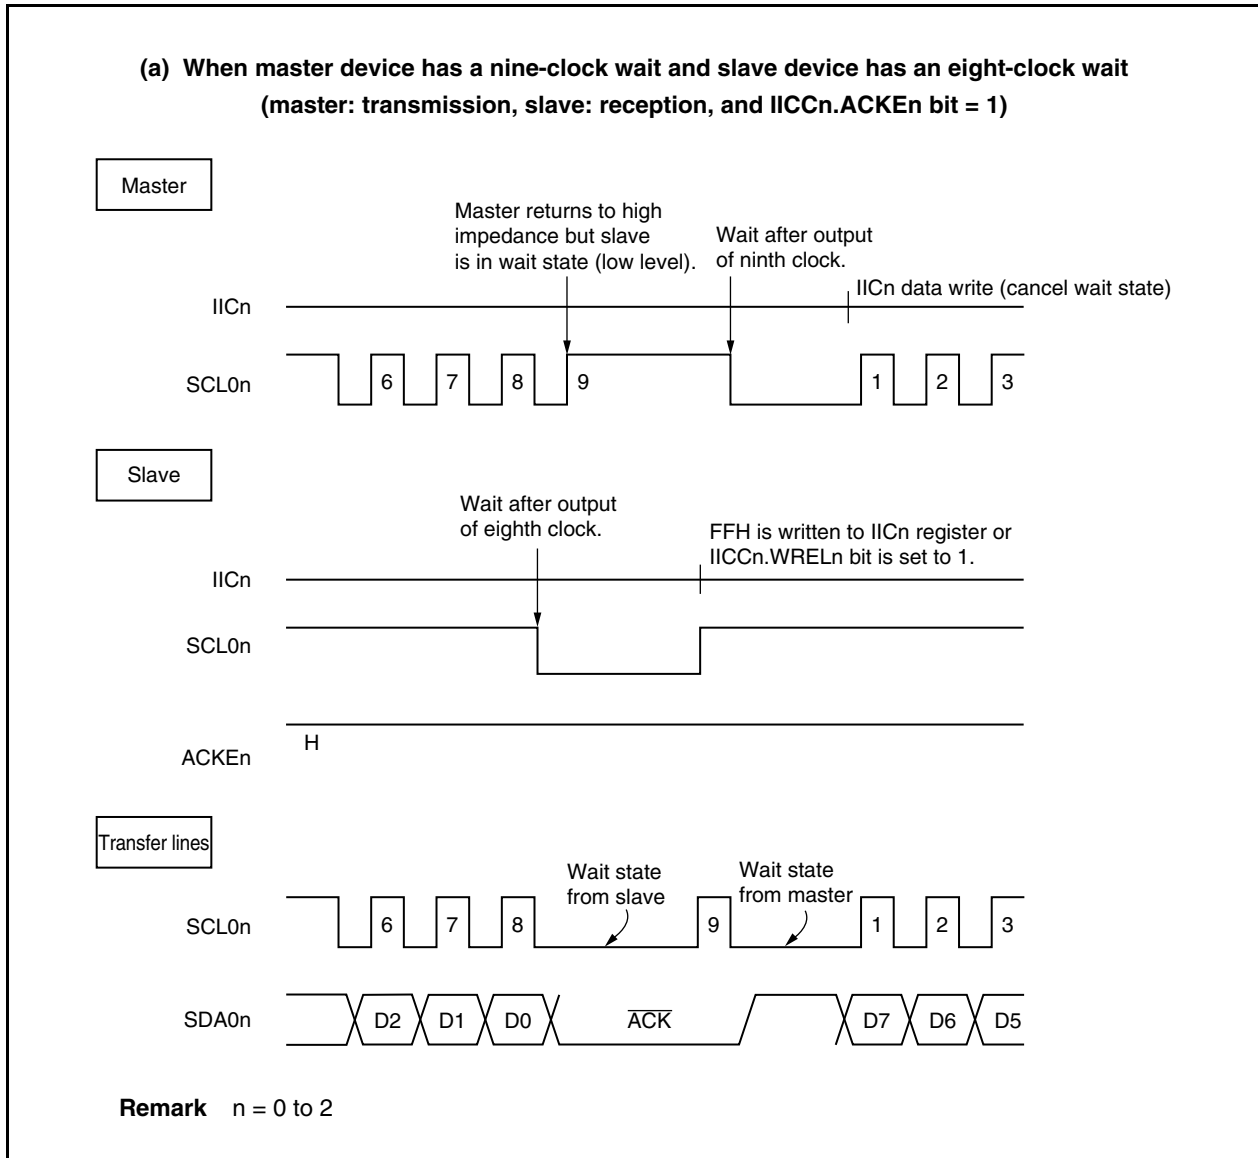 (a) When master device has a nine-clock wait and slave device has an eight-clock wait
(master: transmission, slave: reception, and IICCn.ACKEn bit = 1)
Master
Master returns to high
impedance but slave
is in wait state (low level).
Wait after output
of ninth clock.
IICn data write (cancel wait state)
IICn
SCL0n
6 7 8 9 1 2 3
Slave
Wait after output
of eighth clock.
FFH is written to IICn register or
IICCn.WRELn bit is set to 1.
IICn
SCL0n
H
ACKEn
Transfer lines
Wait state
from slave
Wait state
from master
SCL0n
6 7 8 9 1 2 3
SDA0n
D2 D1 D0 ACK D7 D6 D5
Remark n = 0 to 2